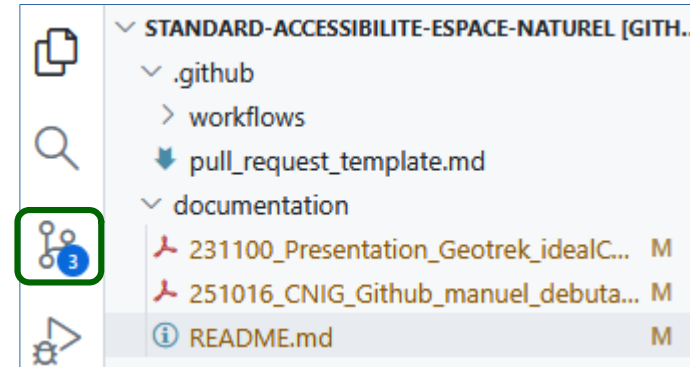 STANDARD-ACCESSIBILITE-ESPACE-NATUREL [GITH...
.github
workflows
pull_request_template.md
documentation
231100_Presentation_Geotrek_idealC... M
251016_CNIG_Github_manuel_debuta... M
3
README.md M